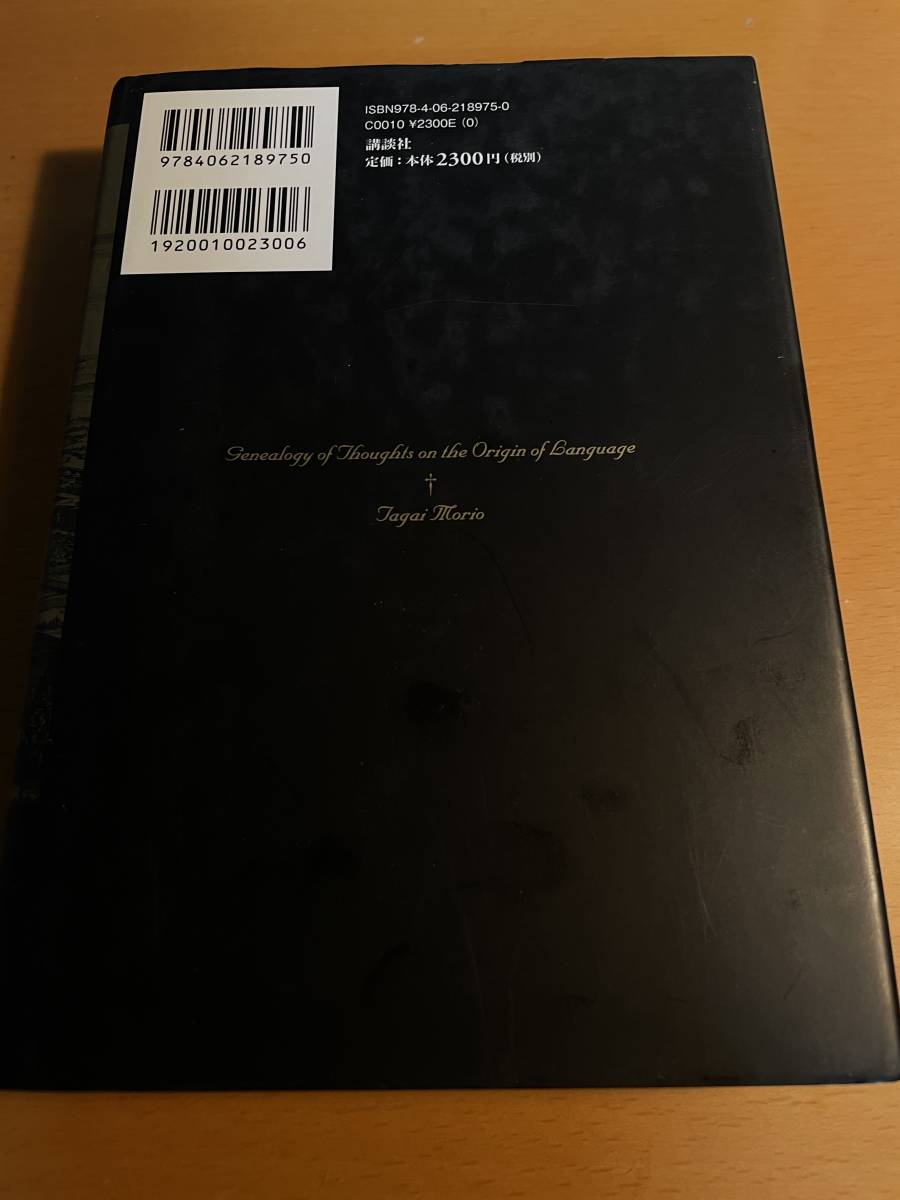 9784062189750
1920010023006
ISBN978-4-06-218975-0
C0010 ¥2300E (0)
講談社
定価：本体2300円（税別）
Genealogy of Thoughts on the Origin of Language
†
Tagai Morio